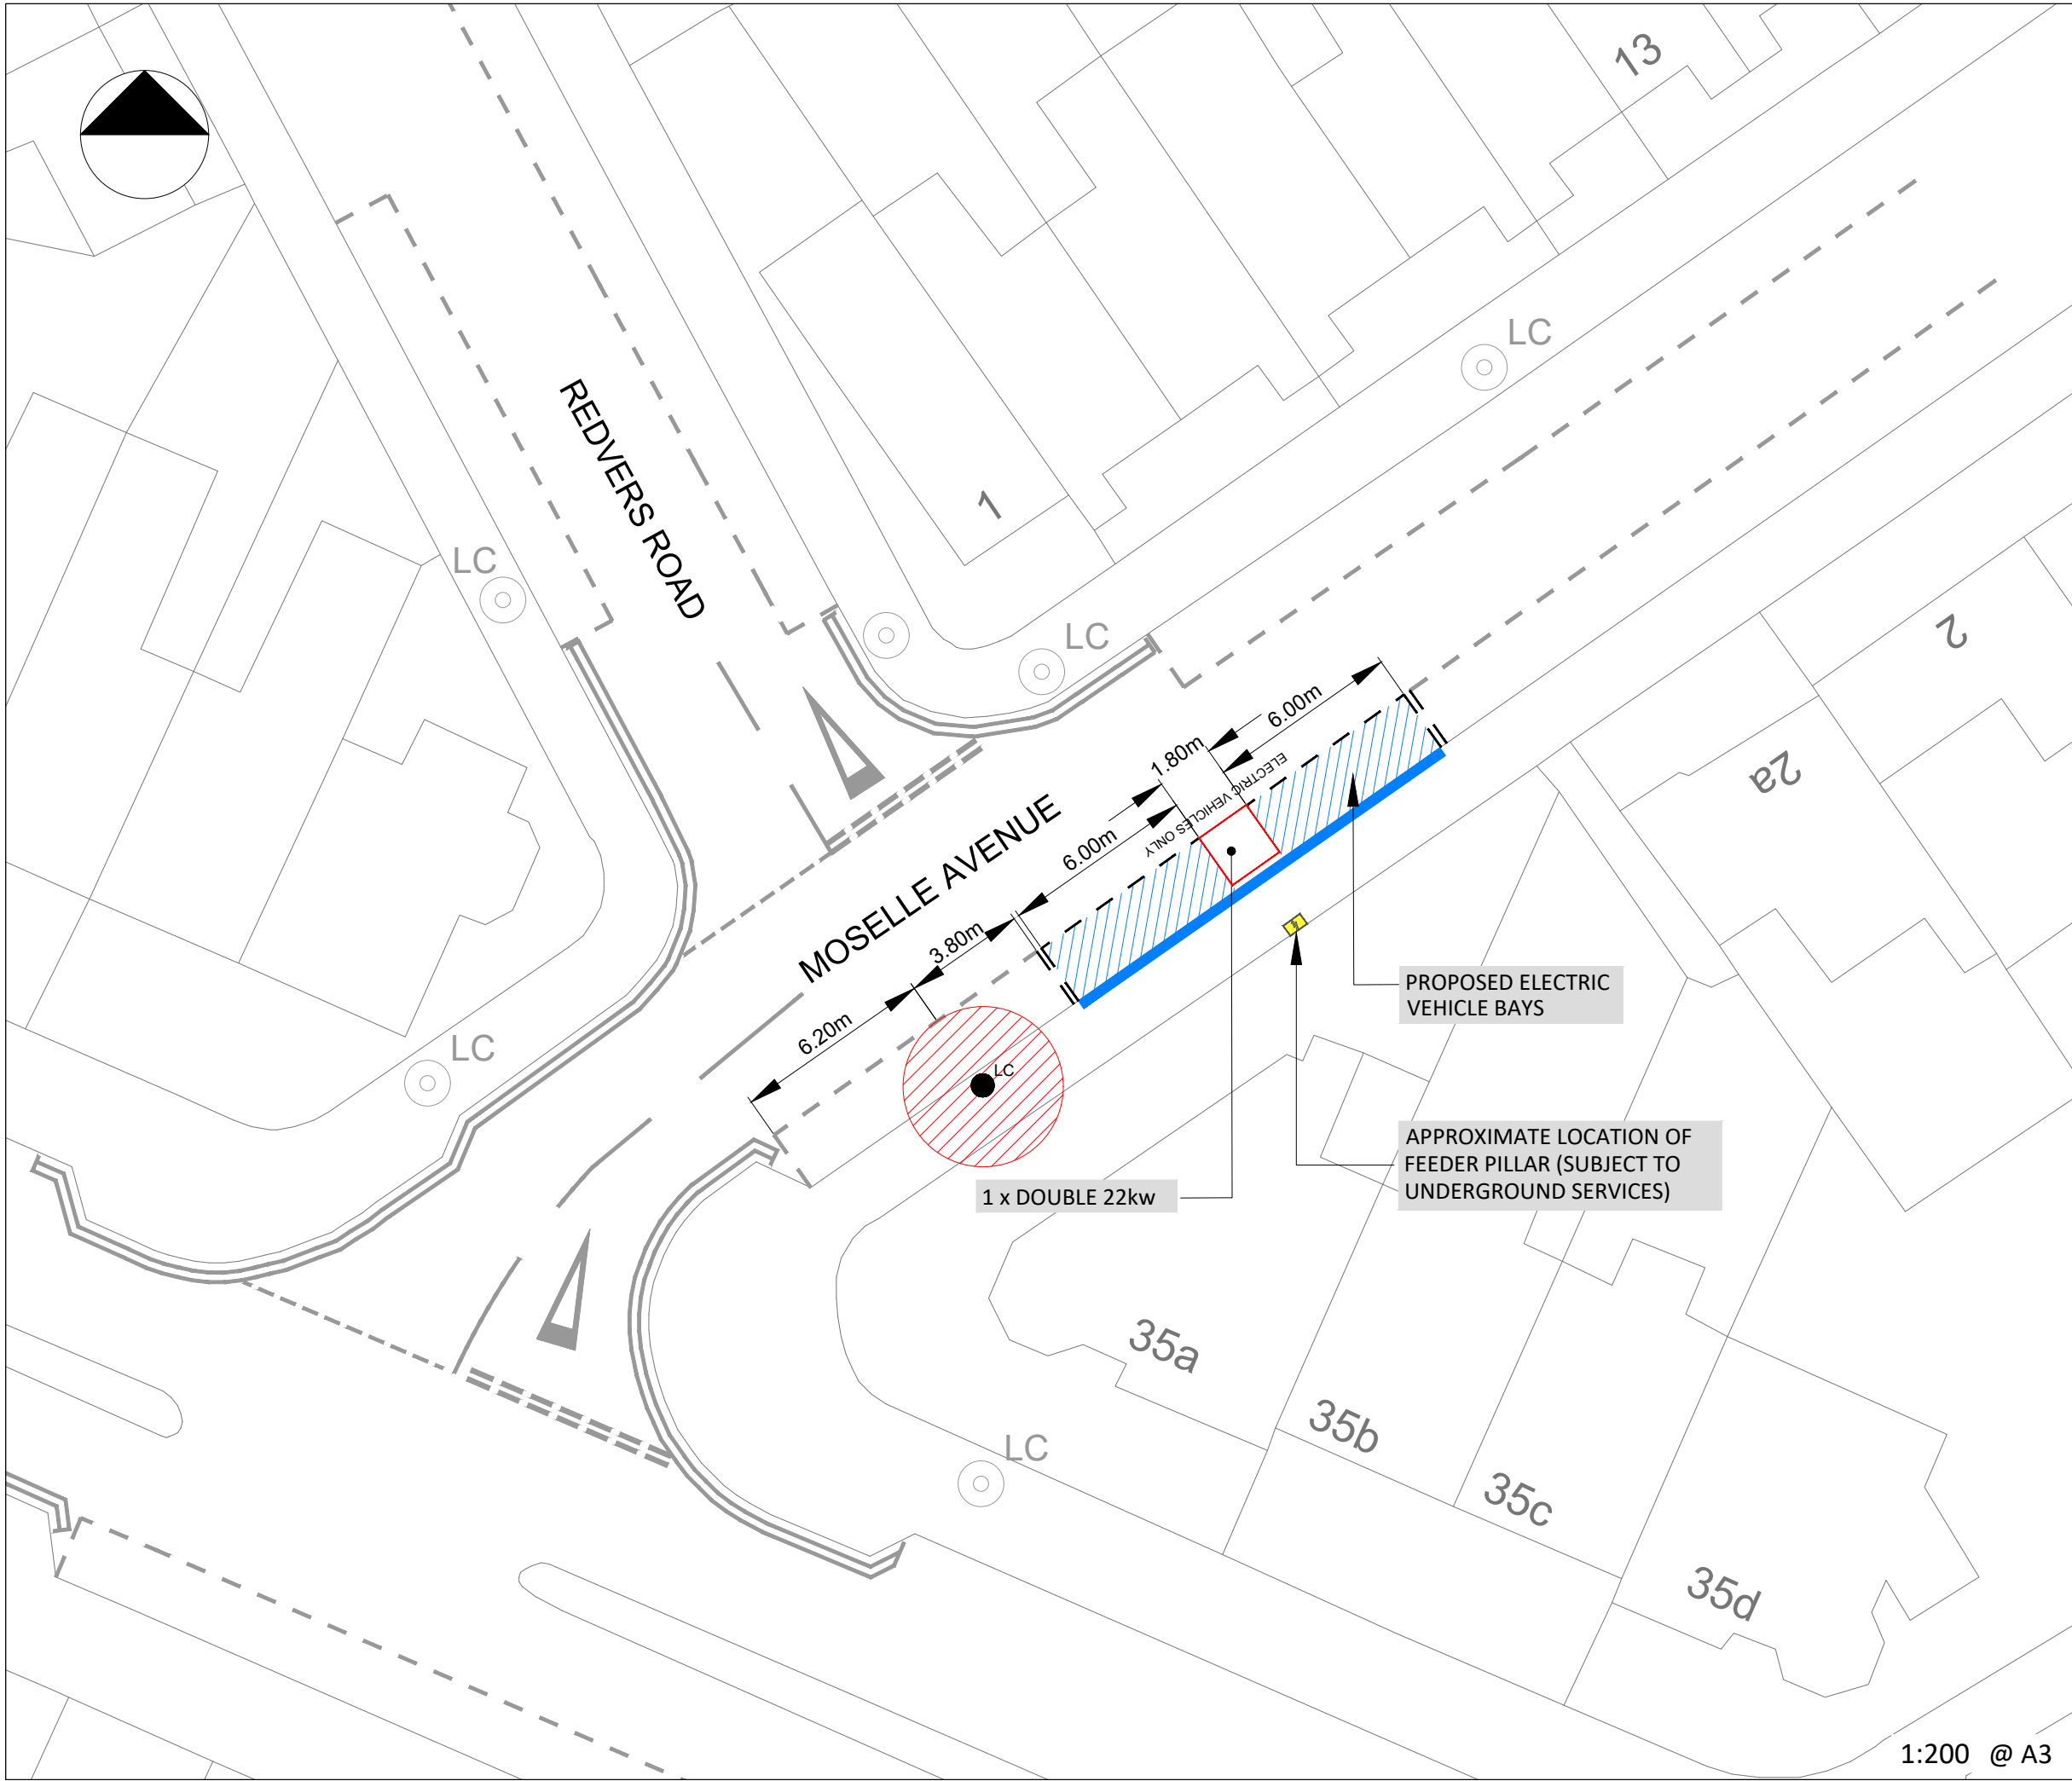 13
LC
REDVERS ROAD
1
LC
LC
2
6.00m
1.80m
ELECTRIC VEHICLES ONLY
2a
6.00m
MOSELLE AVENUE
3.80m
6.20m
PROPOSED ELECTRIC
VEHICLE BAYS
LC
LC
APPROXIMATE LOCATION OF
FEEDER PILLAR (SUBJECT TO
UNDERGROUND SERVICES)
1 x DOUBLE 22kw
35a
35b
LC
35c
35d
1:200 @ A3